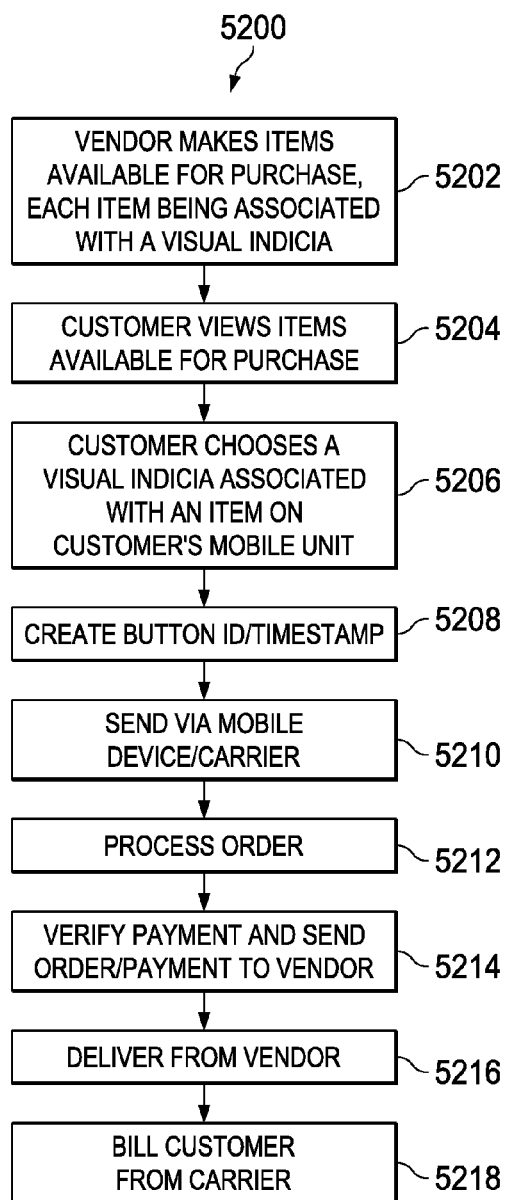 5200
VENDOR MAKES ITEMS
AVAILABLE FOR PURCHASE,
EACH ITEM BEING ASSOCIATED
WITH A VISUAL INDICIA
5202
CUSTOMER VIEWS ITEMS
AVAILABLE FOR PURCHASE
5204
CUSTOMER CHOOSES A
VISUAL INDICIA ASSOCIATED
WITH AN ITEM ON
CUSTOMER'S MOBILE UNIT
5206
CREATE BUTTON ID/TIMESTAMP
5208
SEND VIA MOBILE
DEVICE/CARRIER
5210
PROCESS ORDER
5212
VERIFY PAYMENT AND SEND
ORDER/PAYMENT TO VENDOR
5214
DELIVER FROM VENDOR
5216
BILL CUSTOMER
FROM CARRIER
5218